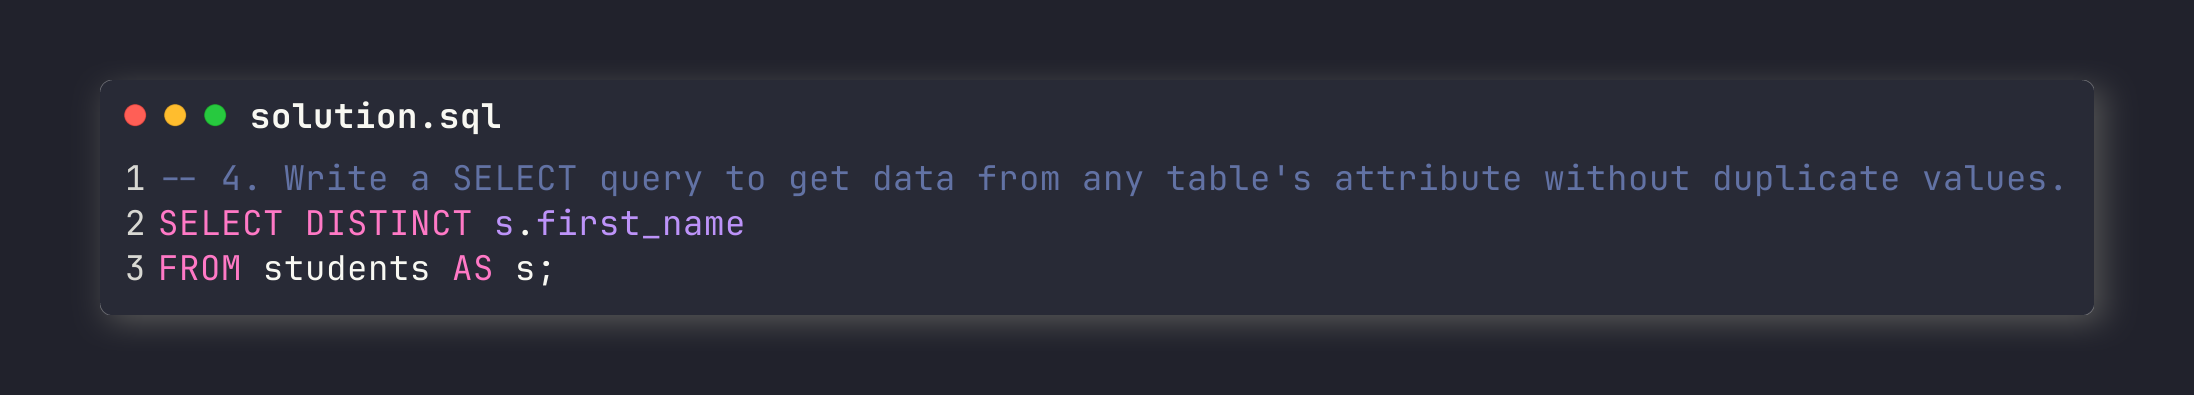 solution.sql
1 -- 4. Write a SELECT query to get data from any table's attribute without duplicate values.
2 SELECT DISTINCT s.first_name
3 FROM students AS s;